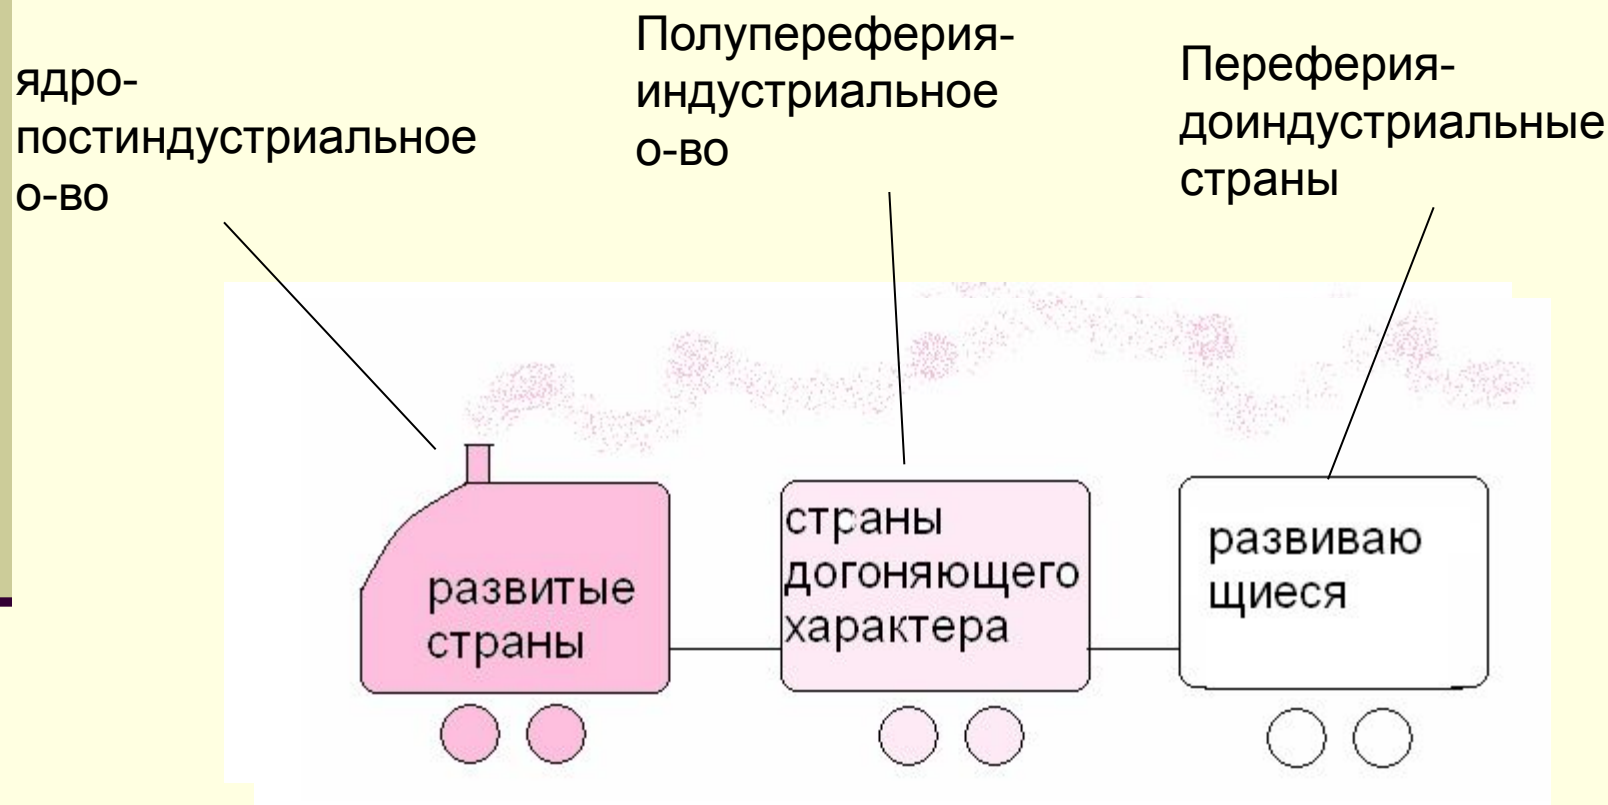 ядро-
постиндустриальное
о-во
Полупереферия-
индустриальное
о-во
Переферия-
доиндустриальные
страны
развитые
страны
страны
догоняющего
характера
развиваю
щиеся